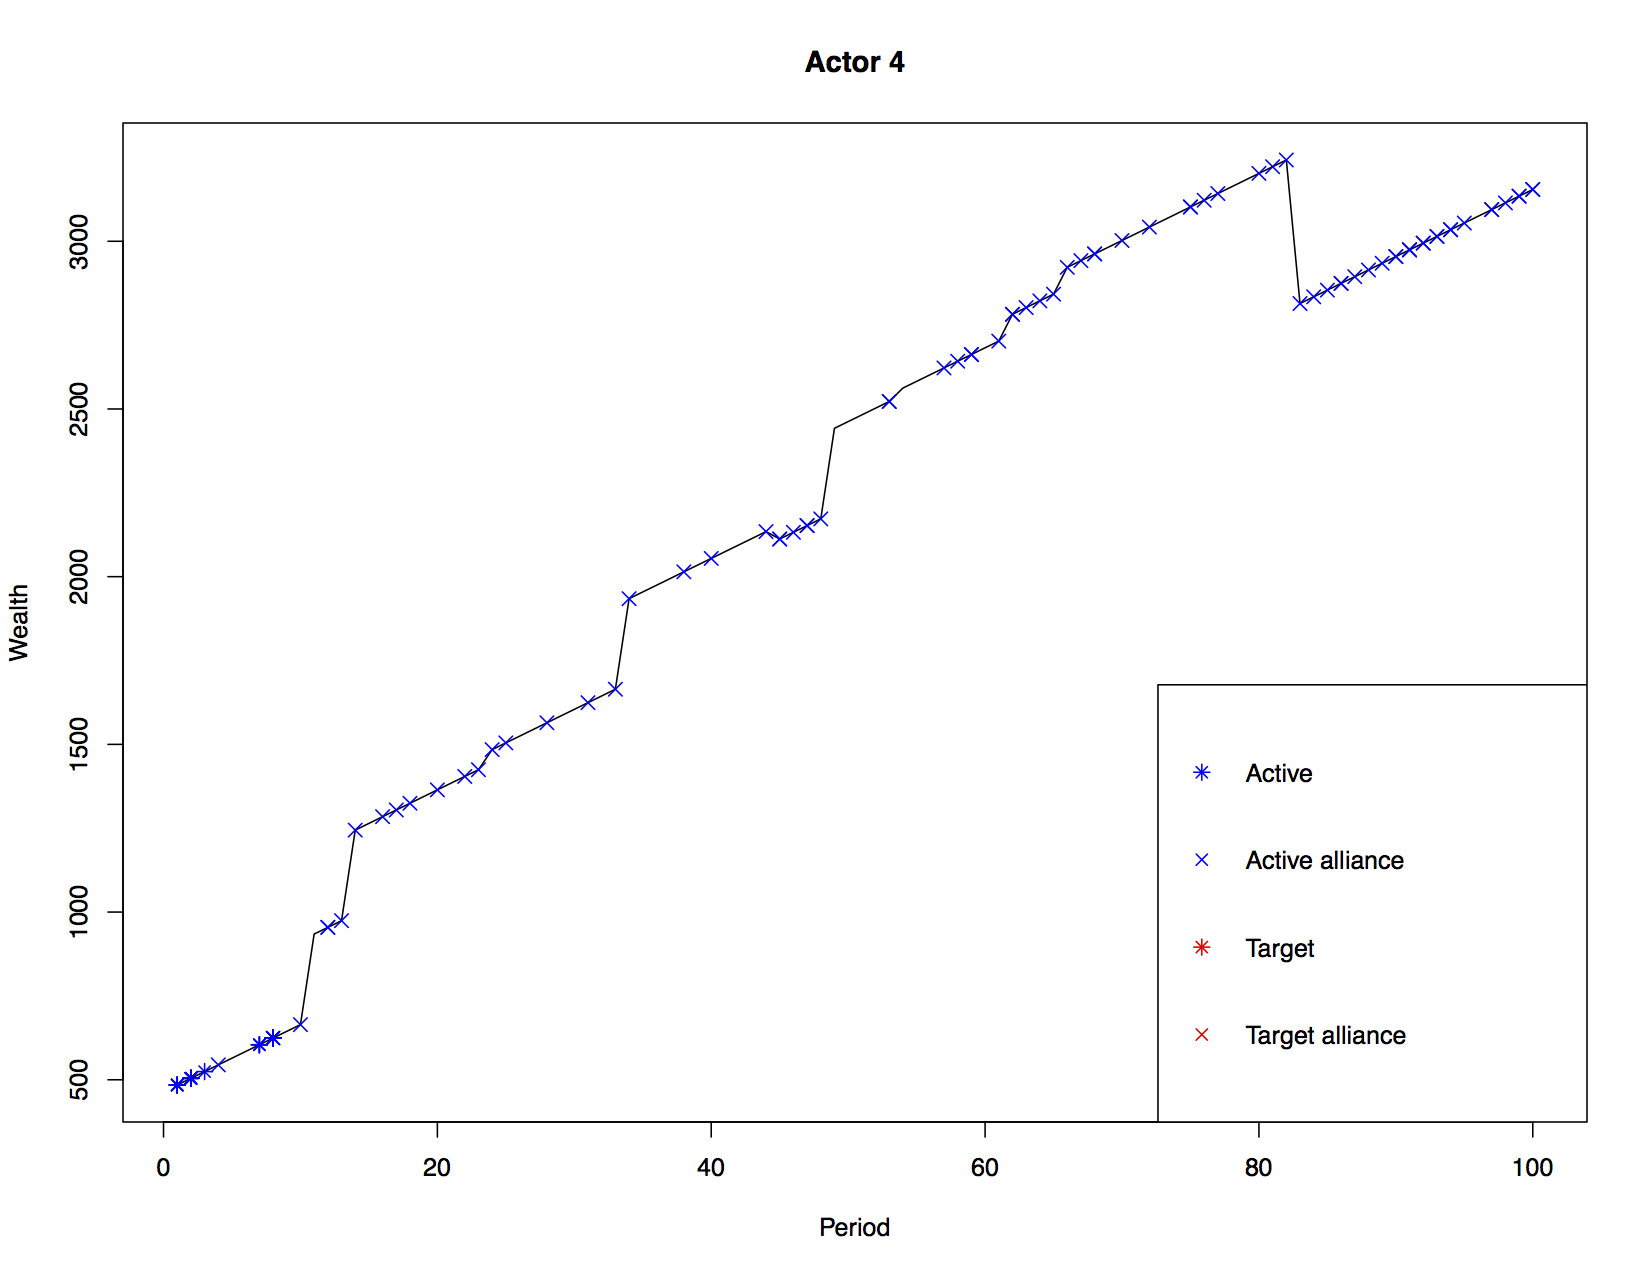 Actor 4
Wealth
3000
2500
2000
1500
1000
500
Active
Active alliance
Target
Target alliance
0 20 40 60 80 100
Period